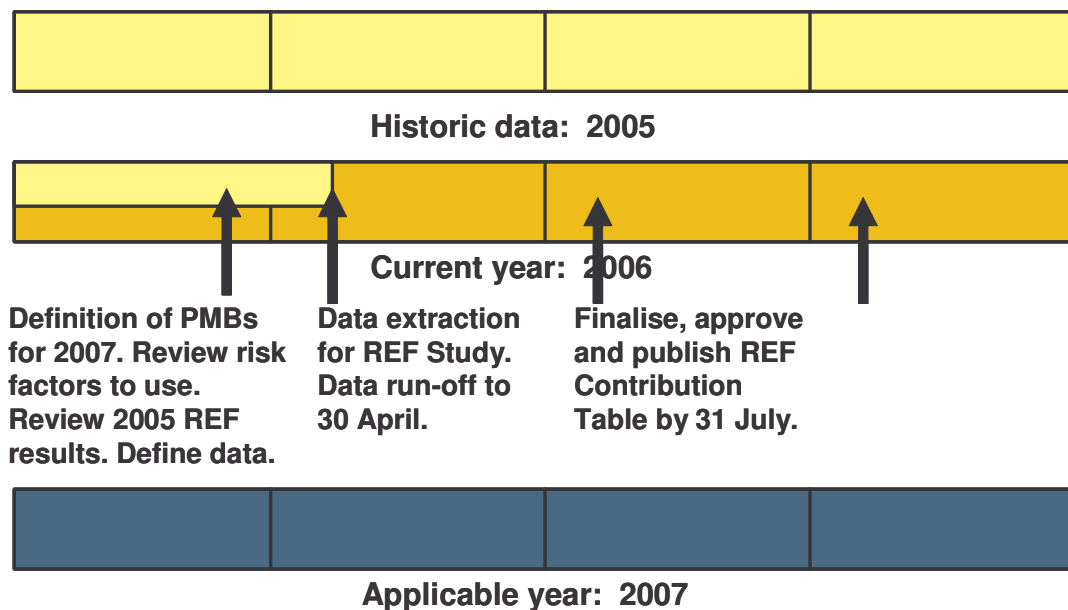 Historic data: 2005
Current year: 2006
Definition of PMBs
for 2007. Review risk
factors to use.
Review 2005 REF
results. Define data.
Data extraction
for REF Study.
Data run-off to
30 April.
Finalise, approve
and publish REF
Contribution
Table by 31 July.
Applicable year: 2007